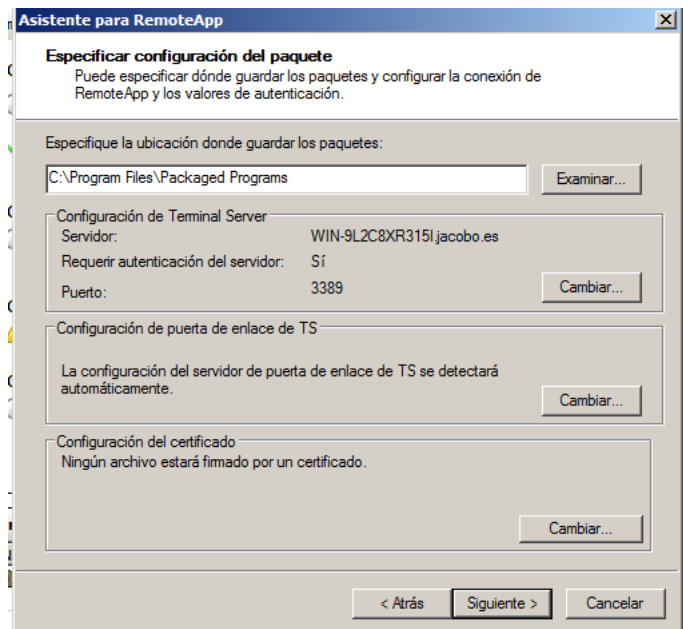 Asistente para RemoteApp
Especificar configuración del paquete
Puede especificar dónde guardar los paquetes y configurar la conexión de
RemoteApp y los valores de autenticación.
Especifique la ubicación donde guardar los paquetes:
C:\Program Files\Packaged Programs
Examinar...
Configuración de Terminal Server
Servidor: WIN-9L2C8XR315I.jacobo.es
Requerir autenticación del servidor: Sí
Puerto: 3389
Cambiar...
Configuración de puerta de enlace de TS
La configuración del servidor de puerta de enlace de TS se detectará
automáticamente.
Cambiar...
Configuración del certificado
Ningún archivo estará firmado por un certificado.
Cambiar...
< Atrás Siguiente > Cancelar